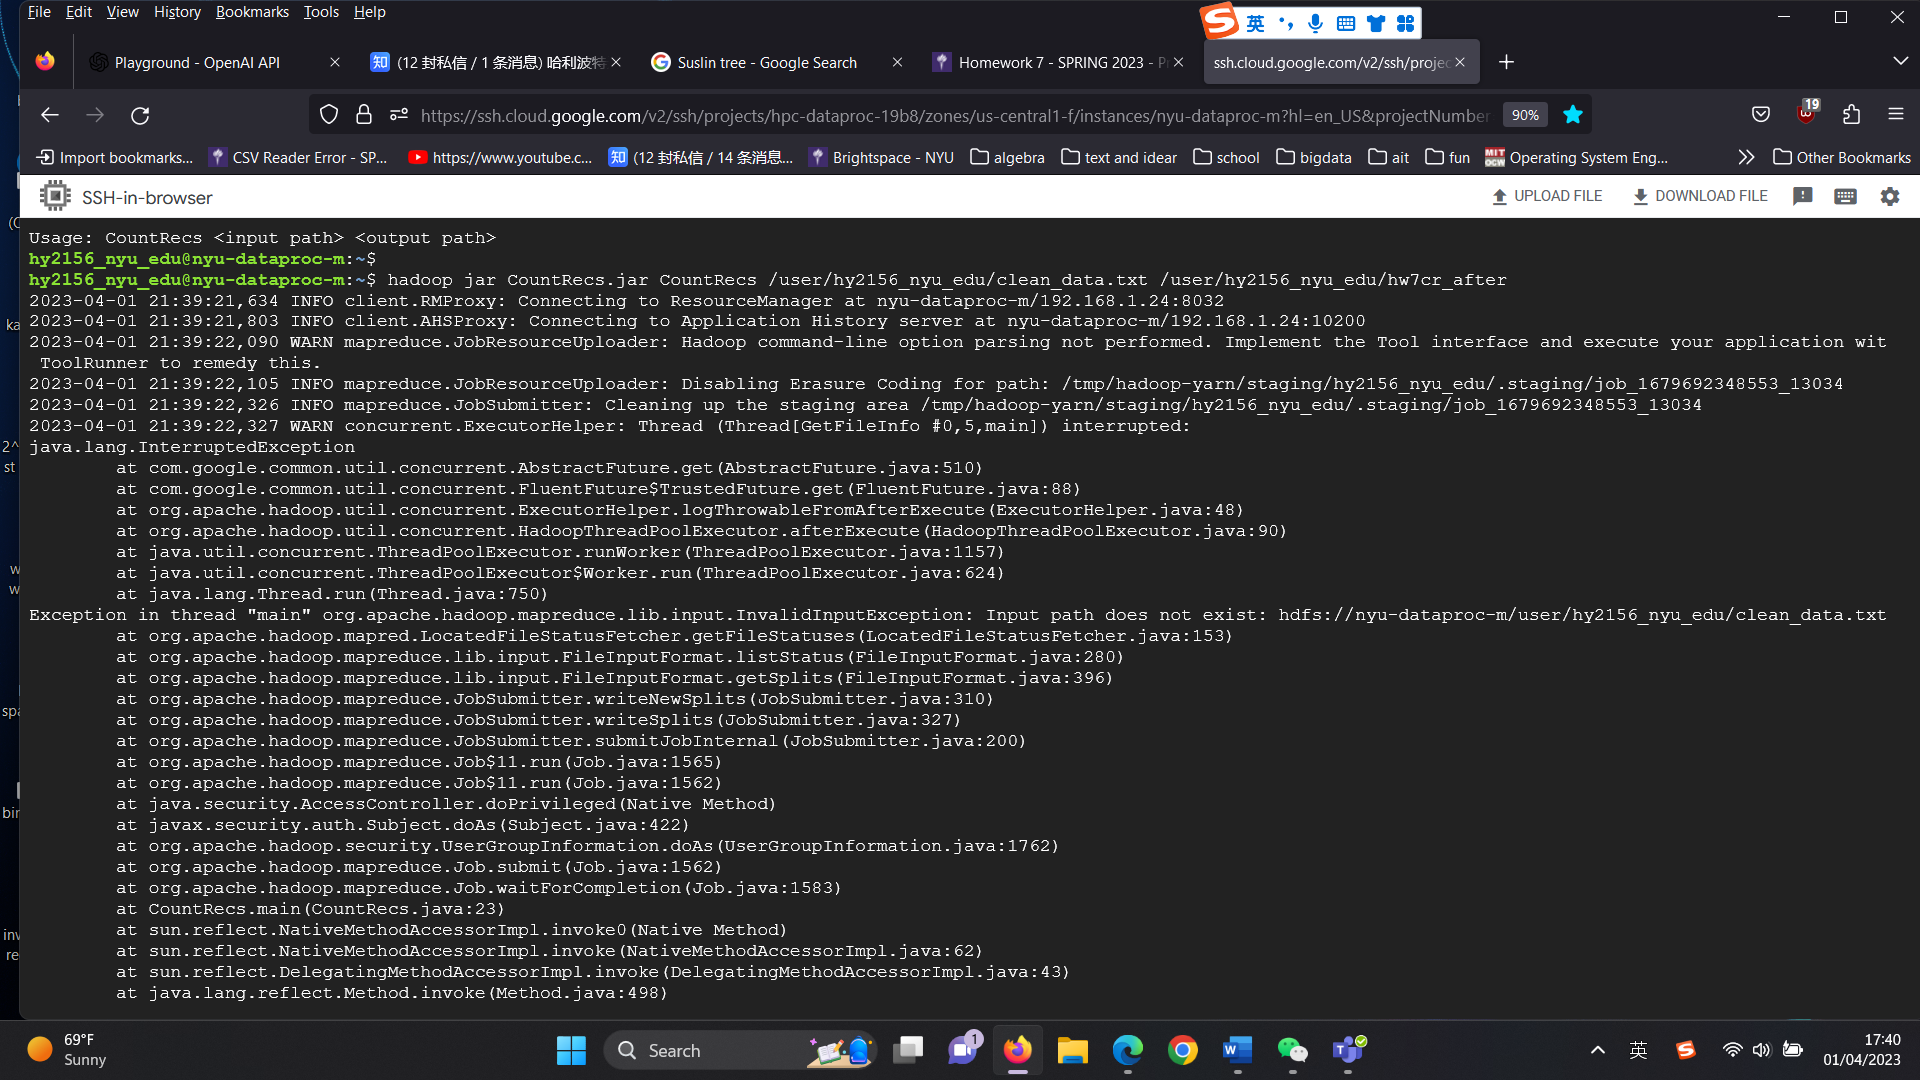 File Edit View History Bookmarks Tools Help
英
Playground - OpenAI API
知 (12 封私信 / 1 条消息) 哈利波特
Suslin tree - Google Search
Homework 7 - SPRING 2023 - P
ssh.cloud.google.com/v2/ssh/projec
https://ssh.cloud.google.com/v2/ssh/projects/hpc-dataproc-19b8/zones/us-central1-f/instances/nyu-dataproc-m?hl=en_US&projectNumber
90%
19
Import bookmarks...
CSV Reader Error - SP...
https://www.youtube.c...
知 (12 封私信 / 14 条消息...
Brightspace - NYU
algebra
text and idear
school
bigdata
ait
fun
MIT OCW Operating System Eng...
Other Bookmarks
SSH-in-browser
UPLOAD FILE
DOWNLOAD FILE
Usage: CountRecs <input path> <output path>
hy2156_nyu_edu@nyu-dataproc-m:~$
hy2156_nyu_edu@nyu-dataproc-m:~$ hadoop jar CountRecs.jar CountRecs /user/hy2156_nyu_edu/clean_data.txt /user/hy2156_nyu_edu/hw7cr_after
2023-04-01 21:39:21,634 INFO client.RMProxy: Connecting to ResourceManager at nyu-dataproc-m/192.168.1.24:8032
2023-04-01 21:39:21,803 INFO client.AHSProxy: Connecting to Application History server at nyu-dataproc-m/192.168.1.24:10200
2023-04-01 21:39:22,090 WARN mapreduce.JobResourceUploader: Hadoop command-line option parsing not performed. Implement the Tool interface and execute your application wit
 ToolRunner to remedy this.
2023-04-01 21:39:22,105 INFO mapreduce.JobResourceUploader: Disabling Erasure Coding for path: /tmp/hadoop-yarn/staging/hy2156_nyu_edu/.staging/job_1679692348553_13034
2023-04-01 21:39:22,326 INFO mapreduce.JobSubmitter: Cleaning up the staging area /tmp/hadoop-yarn/staging/hy2156_nyu_edu/.staging/job_1679692348553_13034
2023-04-01 21:39:22,327 WARN concurrent.ExecutorHelper: Thread (Thread[GetFileInfo #0,5,main]) interrupted:
java.lang.InterruptedException
at com.google.common.util.concurrent.AbstractFuture.get(AbstractFuture.java:510)
at com.google.common.util.concurrent.FluentFuture$TrustedFuture.get(FluentFuture.java:88)
at org.apache.hadoop.util.concurrent.ExecutorHelper.logThrowableFromAfterExecute(ExecutorHelper.java:48)
at org.apache.hadoop.util.concurrent.HadoopThreadPoolExecutor.afterExecute(HadoopThreadPoolExecutor.java:90)
at java.util.concurrent.ThreadPoolExecutor.runWorker(ThreadPoolExecutor.java:1157)
at java.util.concurrent.ThreadPoolExecutor$Worker.run(ThreadPoolExecutor.java:624)
at java.lang.Thread.run(Thread.java:750)
Exception in thread "main" org.apache.hadoop.mapreduce.lib.input.InvalidInputException: Input path does not exist: hdfs://nyu-dataproc-m/user/hy2156_nyu_edu/clean_data.txt
at org.apache.hadoop.mapred.LocatedFileStatusFetcher.getFileStatuses(LocatedFileStatusFetcher.java:153)
at org.apache.hadoop.mapreduce.lib.input.FileInputFormat.listStatus(FileInputFormat.java:280)
at org.apache.hadoop.mapreduce.lib.input.FileInputFormat.getSplits(FileInputFormat.java:396)
at org.apache.hadoop.mapreduce.JobSubmitter.writeNewSplits(JobSubmitter.java:310)
at org.apache.hadoop.mapreduce.JobSubmitter.writeSplits(JobSubmitter.java:327)
at org.apache.hadoop.mapreduce.JobSubmitter.submitJobInternal(JobSubmitter.java:200)
at org.apache.hadoop.mapreduce.Job$11.run(Job.java:1565)
at org.apache.hadoop.mapreduce.Job$11.run(Job.java:1562)
at java.security.AccessController.doPrivileged(Native Method)
at javax.security.auth.Subject.doAs(Subject.java:422)
at org.apache.hadoop.security.UserGroupInformation.doAs(UserGroupInformation.java:1762)
at org.apache.hadoop.mapreduce.Job.submit(Job.java:1562)
at org.apache.hadoop.mapreduce.Job.waitForCompletion(Job.java:1583)
at CountRecs.main(CountRecs.java:23)
at sun.reflect.NativeMethodAccessorImpl.invoke0(Native Method)
at sun.reflect.NativeMethodAccessorImpl.invoke(NativeMethodAccessorImpl.java:62)
at sun.reflect.DelegatingMethodAccessorImpl.invoke(DelegatingMethodAccessorImpl.java:43)
at java.lang.reflect.Method.invoke(Method.java:498)
69°F
Sunny
Search
1
英
17:40
01/04/2023